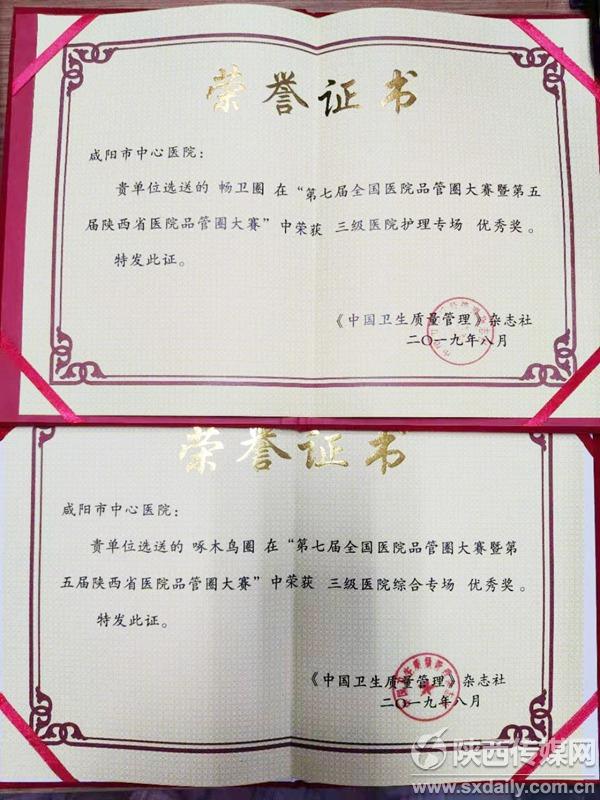 荣誉证书
咸阳市中心医院：
贵单位选送的 畅卫圈 在“第七届全国医院品管圈大赛暨第五
届陕西省医院品管圈大赛”中荣获 三级医院护理专场 优秀奖。
特发此证。
《中国卫生质量管理》杂志社
二〇一九年八月
荣誉证书
咸阳市中心医院：
贵单位选送的 啄木鸟圈 在“第七届全国医院品管圈大赛暨第
五届陕西省医院品管圈大赛”中荣获 三级医院综合专场 优秀奖。
特发此证。
《中国卫生质量管理》杂志社
二〇一九年八月
陕西传媒网
www.sxdaily.com.cn